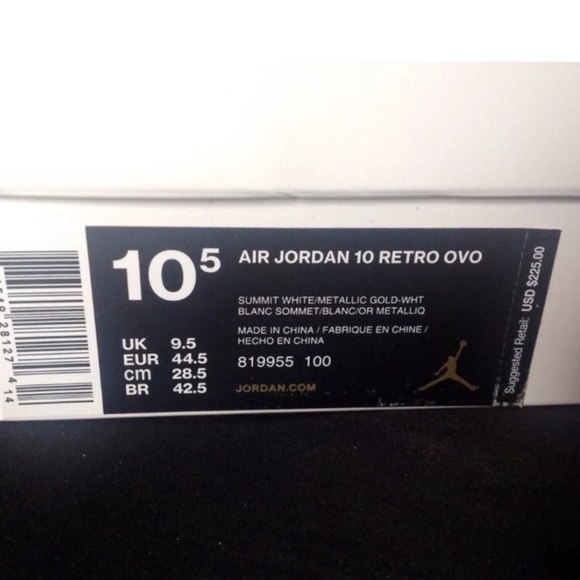 10⁵
AIR JORDAN 10 RETRO OVO
SUMMIT WHITE/METALLIC GOLD-WHT
BLANC SOMMET/BLANC/OR METALLIQ
MADE IN CHINA / FABRIQUE EN CHINE /
HECHO EN CHINA
819955 100
JORDAN.COM
UK 9.5
EUR 44.5
cm 28.5
BR 42.5
Suggested Retail: USD $225.00